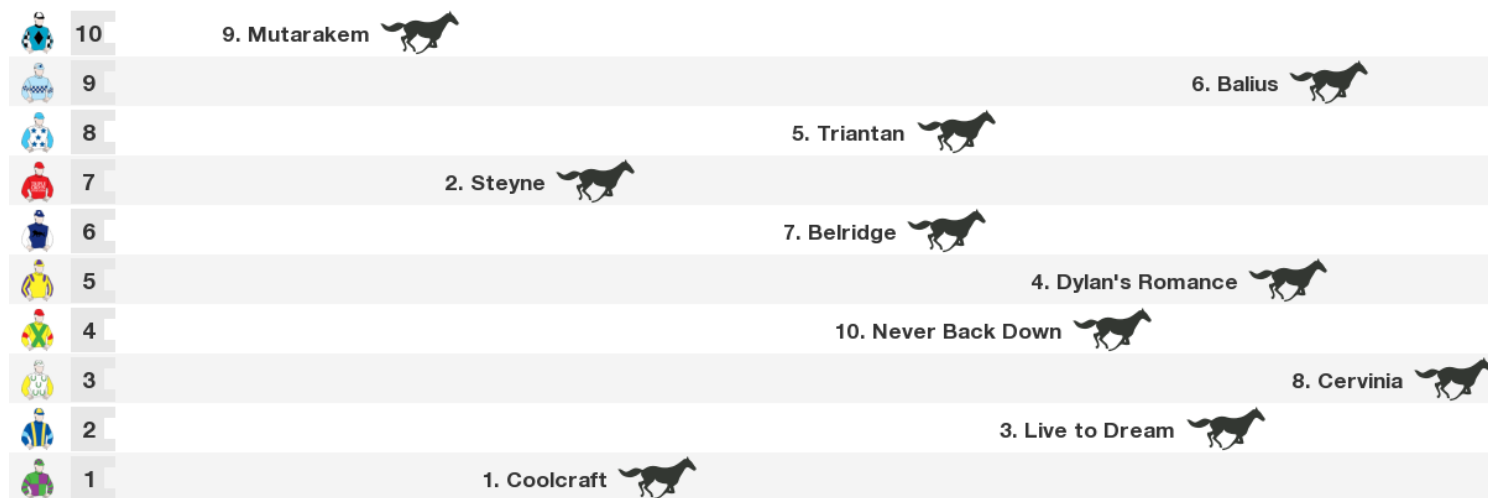 10 9. Mutarakem
9 6. Balius
8 5. Triantan
7 2. Steyne
6 7. Belridge
5 4. Dylan's Romance
4 10. Never Back Down
3 8. Cervinia
2 3. Live to Dream
1 1. Coolcraft